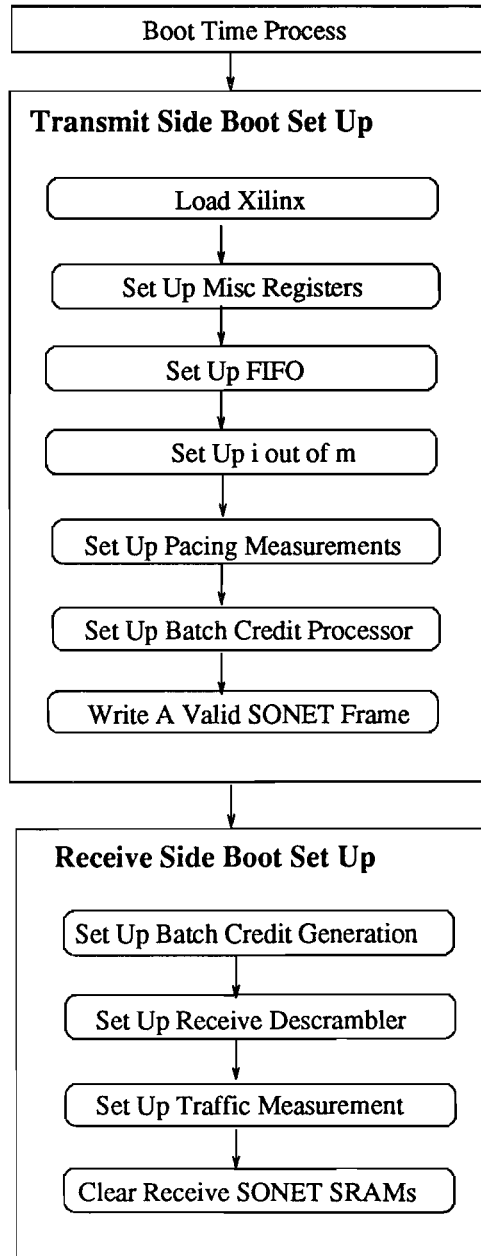 Boot Time Process
Transmit Side Boot Set Up
Load Xilinx
Set Up Misc Registers
Set Up FIFO
Set Up i out of m
Set Up Pacing Measurements
Set Up Batch Credit Processor
Write A Valid SONET Frame
Receive Side Boot Set Up
Set Up Batch Credit Generation
Set Up Receive Descrambler
Set Up Traffic Measurement
Clear Receive SONET SRAMs